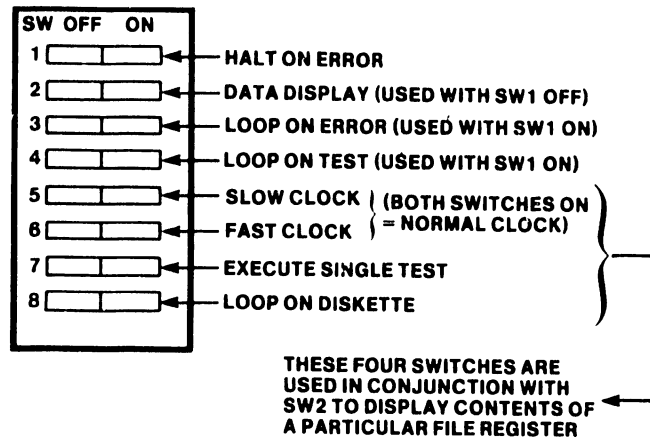 SW OFF ON
1 HALT ON ERROR
2 DATA DISPLAY (USED WITH SW1 OFF)
3 LOOP ON ERROR (USED WITH SW1 ON)
4 LOOP ON TEST (USED WITH SW1 ON)
5 SLOW CLOCK (BOTH SWITCHES ON
6 FAST CLOCK = NORMAL CLOCK)
7 EXECUTE SINGLE TEST
8 LOOP ON DISKETTE
THESE FOUR SWITCHES ARE
USED IN CONJUNCTION WITH
SW2 TO DISPLAY CONTENTS OF
A PARTICULAR FILE REGISTER